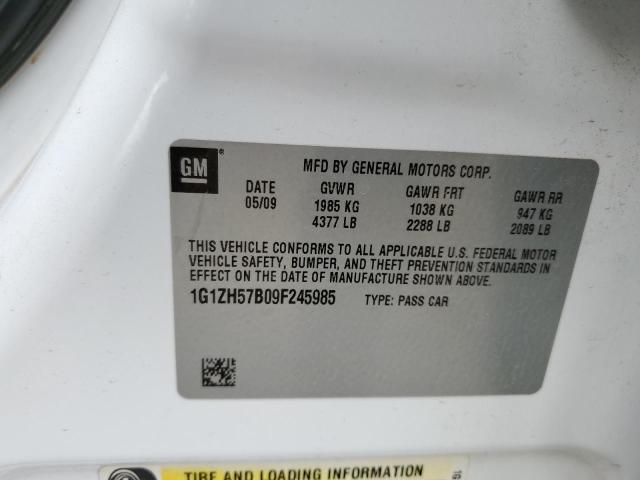 GM
MFD BY GENERAL MOTORS CORP.
DATE GVWR GAWR FRT GAWR RR
05/09 1985 KG 1038 KG 947 KG
4377 LB 2288 LB 2089 LB
THIS VEHICLE CONFORMS TO ALL APPLICABLE U.S. FEDERAL MOTOR
VEHICLE SAFETY, BUMPER, AND THEFT PREVENTION STANDARDS IN
EFFECT ON THE DATE OF MANUFACTURE SHOWN ABOVE.
1G1ZH57B09F245985 TYPE: PASS CAR
TIRE AND LOADING INFORMATION